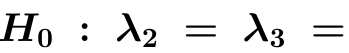 H₀ : λ₂ = λ₃ =